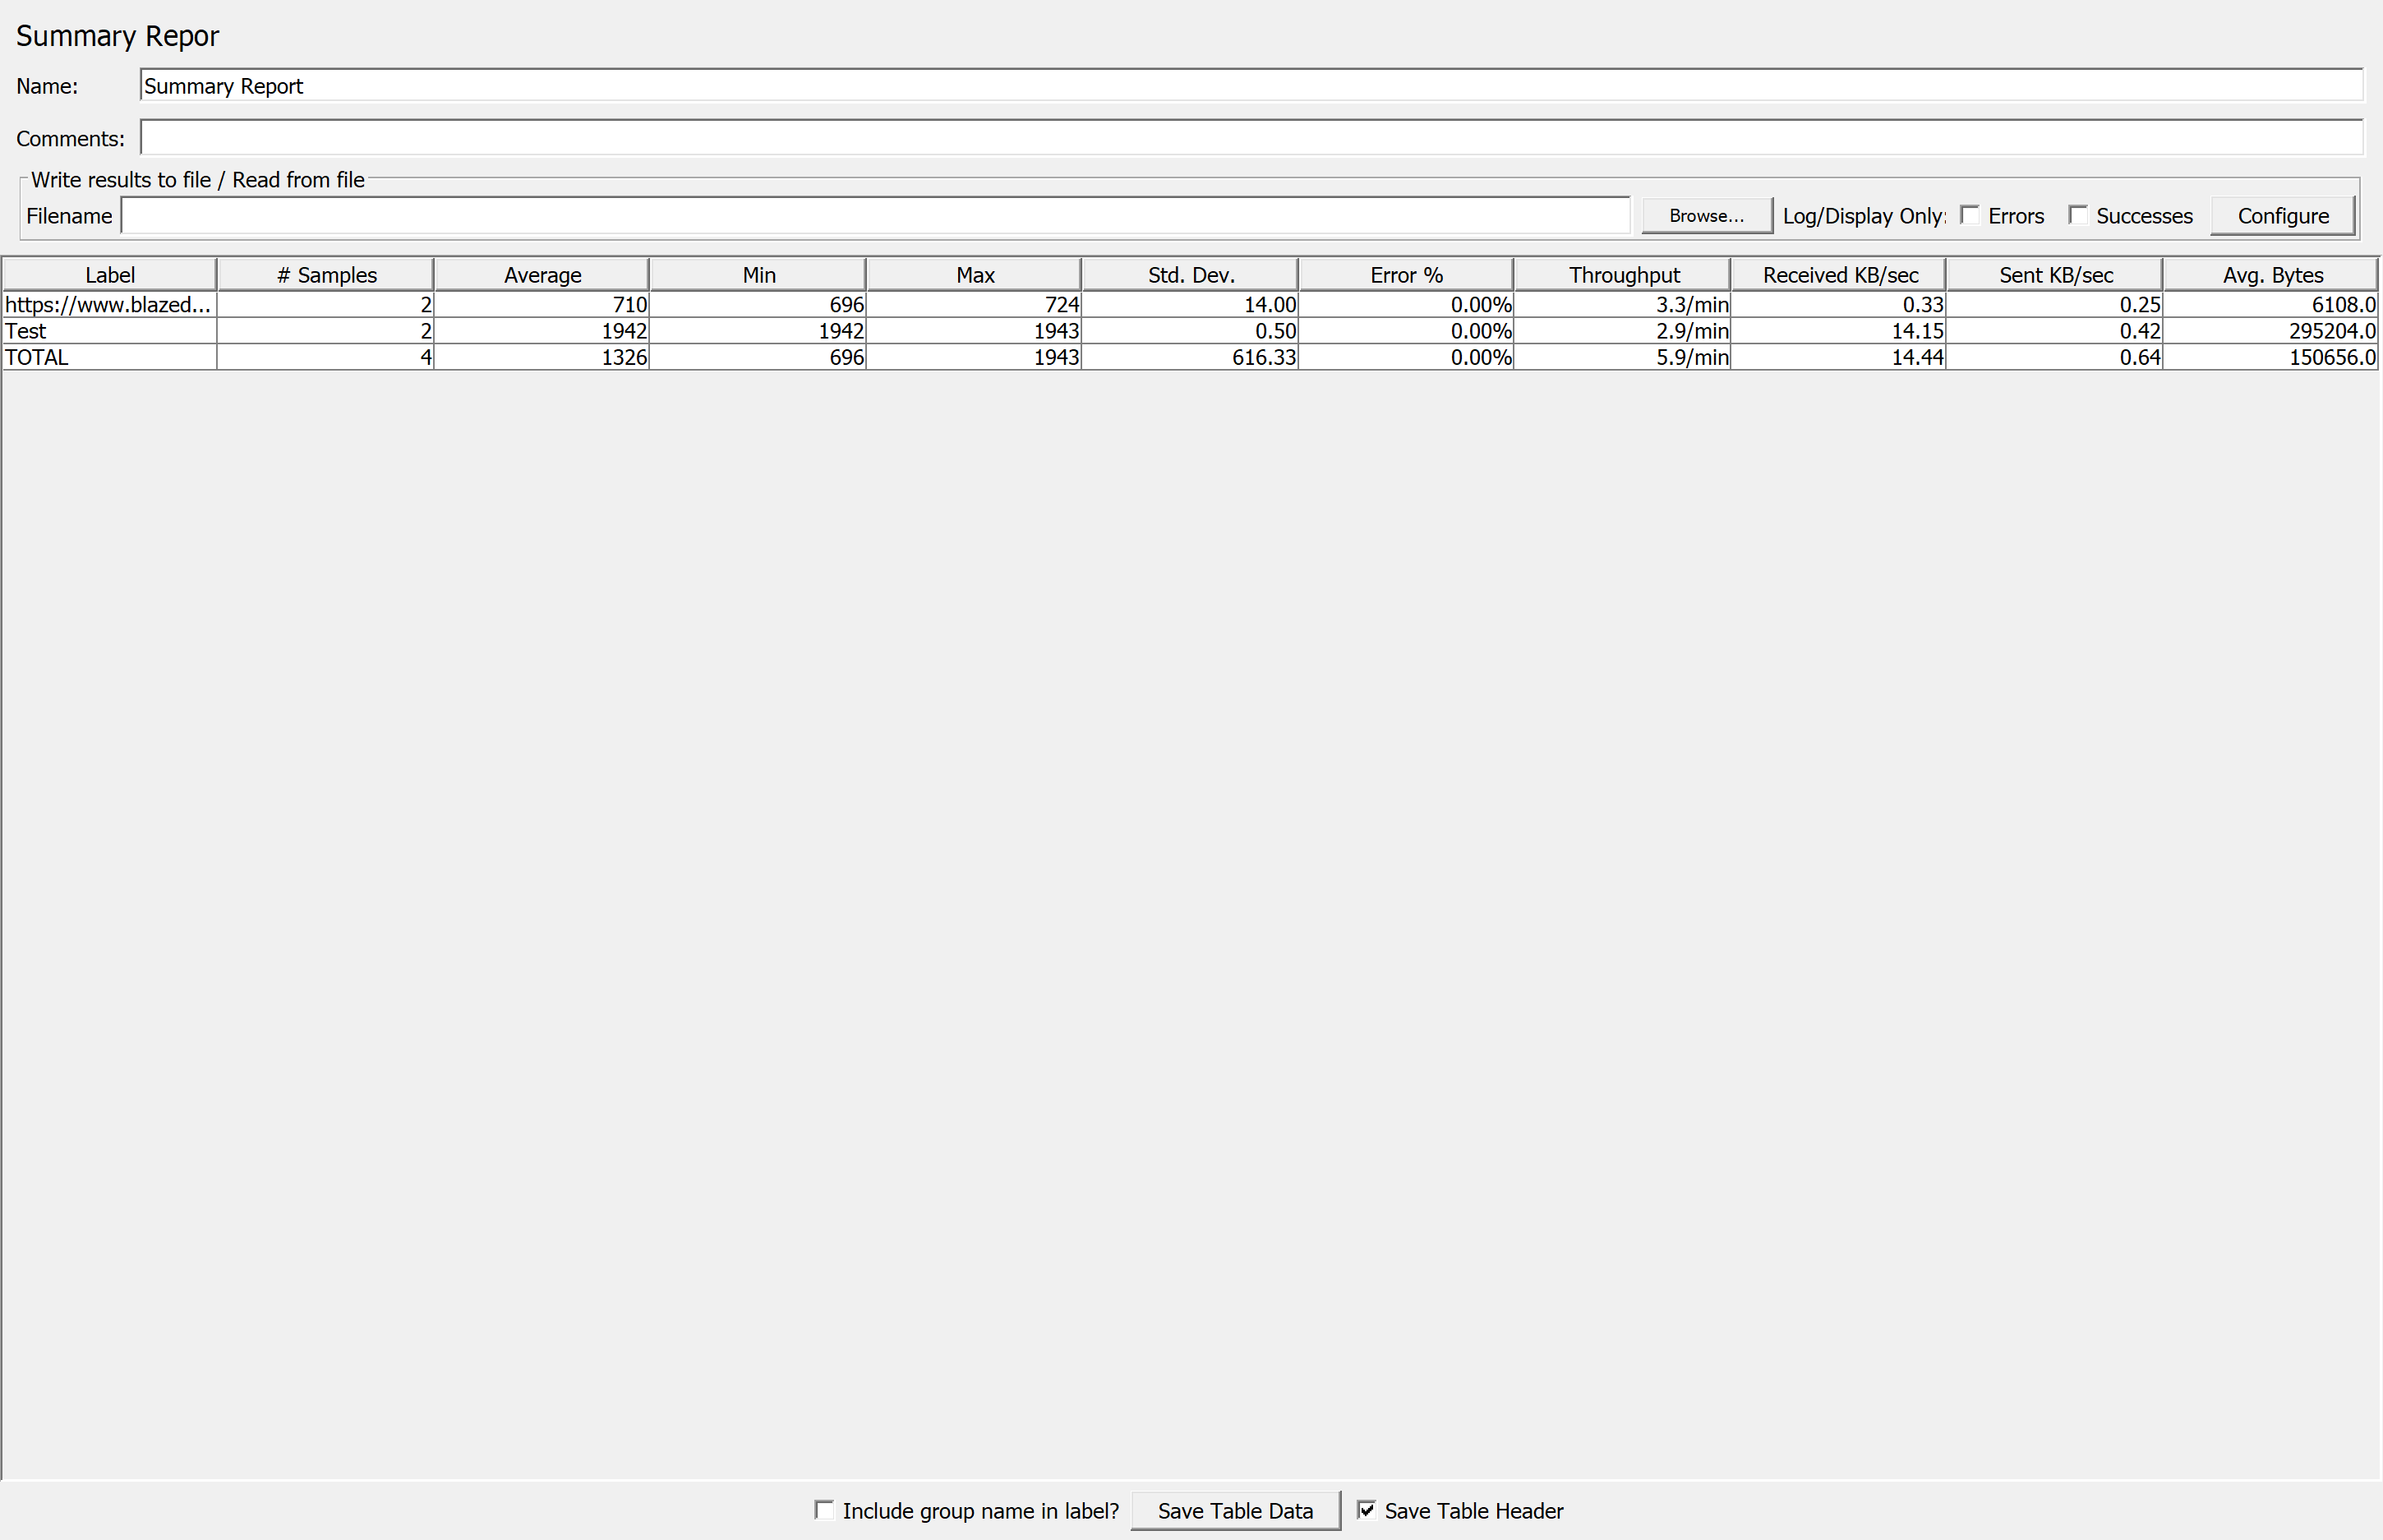 Summary Repor
Name: Summary Report
Comments:
Write results to file / Read from file
Filename Browse... Log/Display Only: Errors Successes Configure
Label # Samples Average Min Max Std. Dev. Error % Throughput Received KB/sec Sent KB/sec Avg. Bytes
https://www.blazed... 2 710 696 724 14.00 0.00% 3.3/min 0.33 0.25 6108.0
Test 2 1942 1942 1943 0.50 0.00% 2.9/min 14.15 0.42 295204.0
TOTAL 4 1326 696 1943 616.33 0.00% 5.9/min 14.44 0.64 150656.0
Include group name in label? Save Table Data Save Table Header